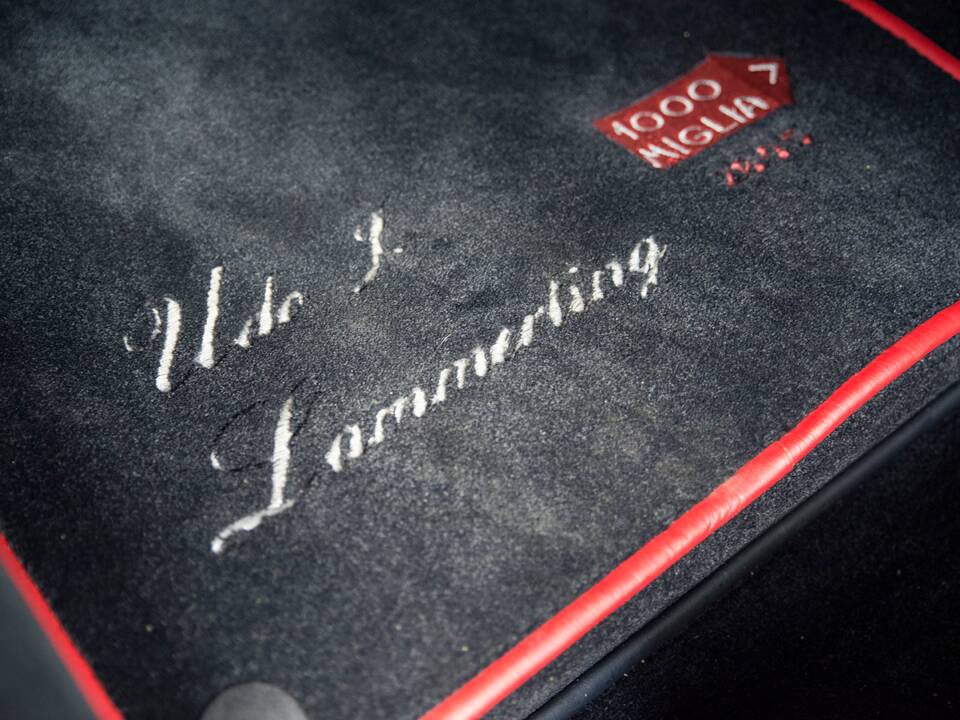 1000 >
MIGLIA
Udo J.
Lammerting